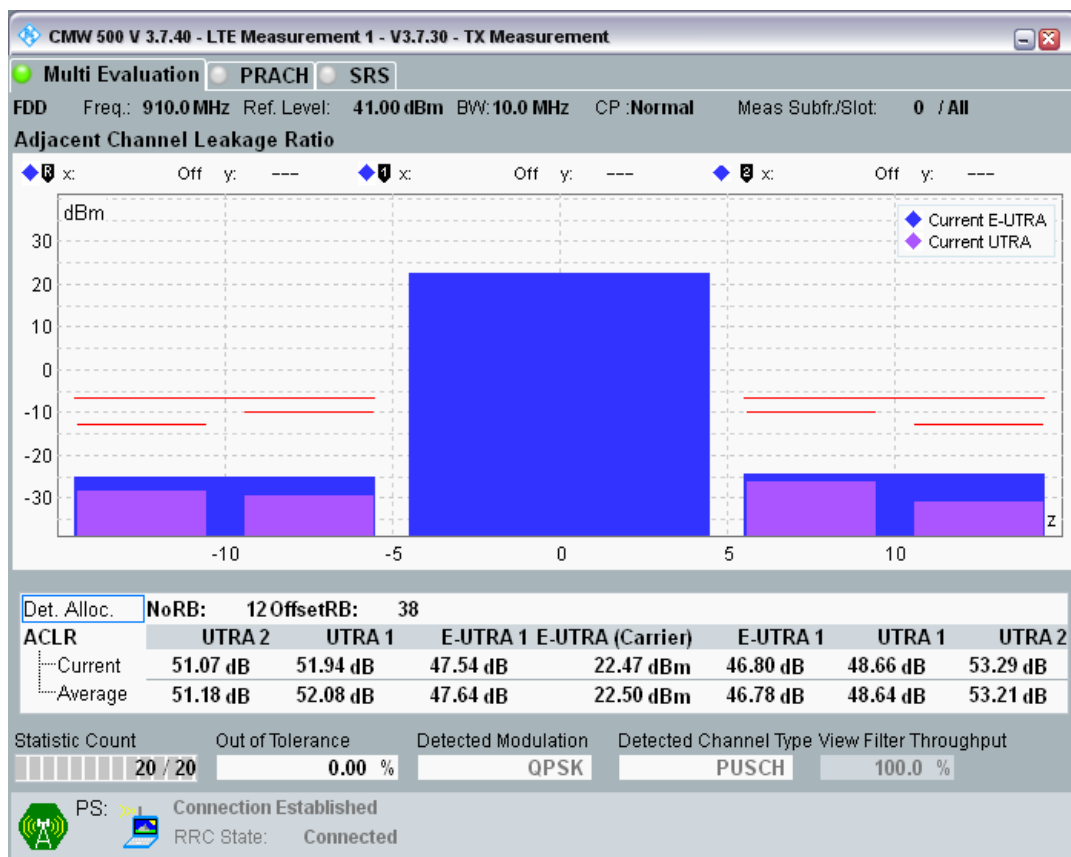 CMW 500 V 3.7.40 - LTE Measurement 1 - V3.7.30 - TX Measurement
Multi Evaluation PRACH SRS
FDD Freq.: 910.0 MHz Ref. Level: 41.00 dBm BW: 10.0 MHz CP :Normal Meas Subfr./Slot: 0 / All
Adjacent Channel Leakage Ratio
R x: Off y: --- 1 x: Off y: --- 2 x: Off y: ---
dBm
Current E-UTRA
Current UTRA
30
20
10
0
-10
-20
-30
z
-10 -5 0 5 10
Det. Alloc. NoRB: 12 OffsetRB: 38
ACLR UTRA 2 UTRA 1 E-UTRA 1 E-UTRA (Carrier) E-UTRA 1 UTRA 1 UTRA 2
Current 51.07 dB 51.94 dB 47.54 dB 22.47 dBm 46.80 dB 48.66 dB 53.29 dB
Average 51.18 dB 52.08 dB 47.64 dB 22.50 dBm 46.78 dB 48.64 dB 53.21 dB
Statistic Count Out of Tolerance Detected Modulation Detected Channel Type View Filter Throughput
20 / 20 0.00 % QPSK PUSCH 100.0 %
PS: Connection Established
RRC State: Connected